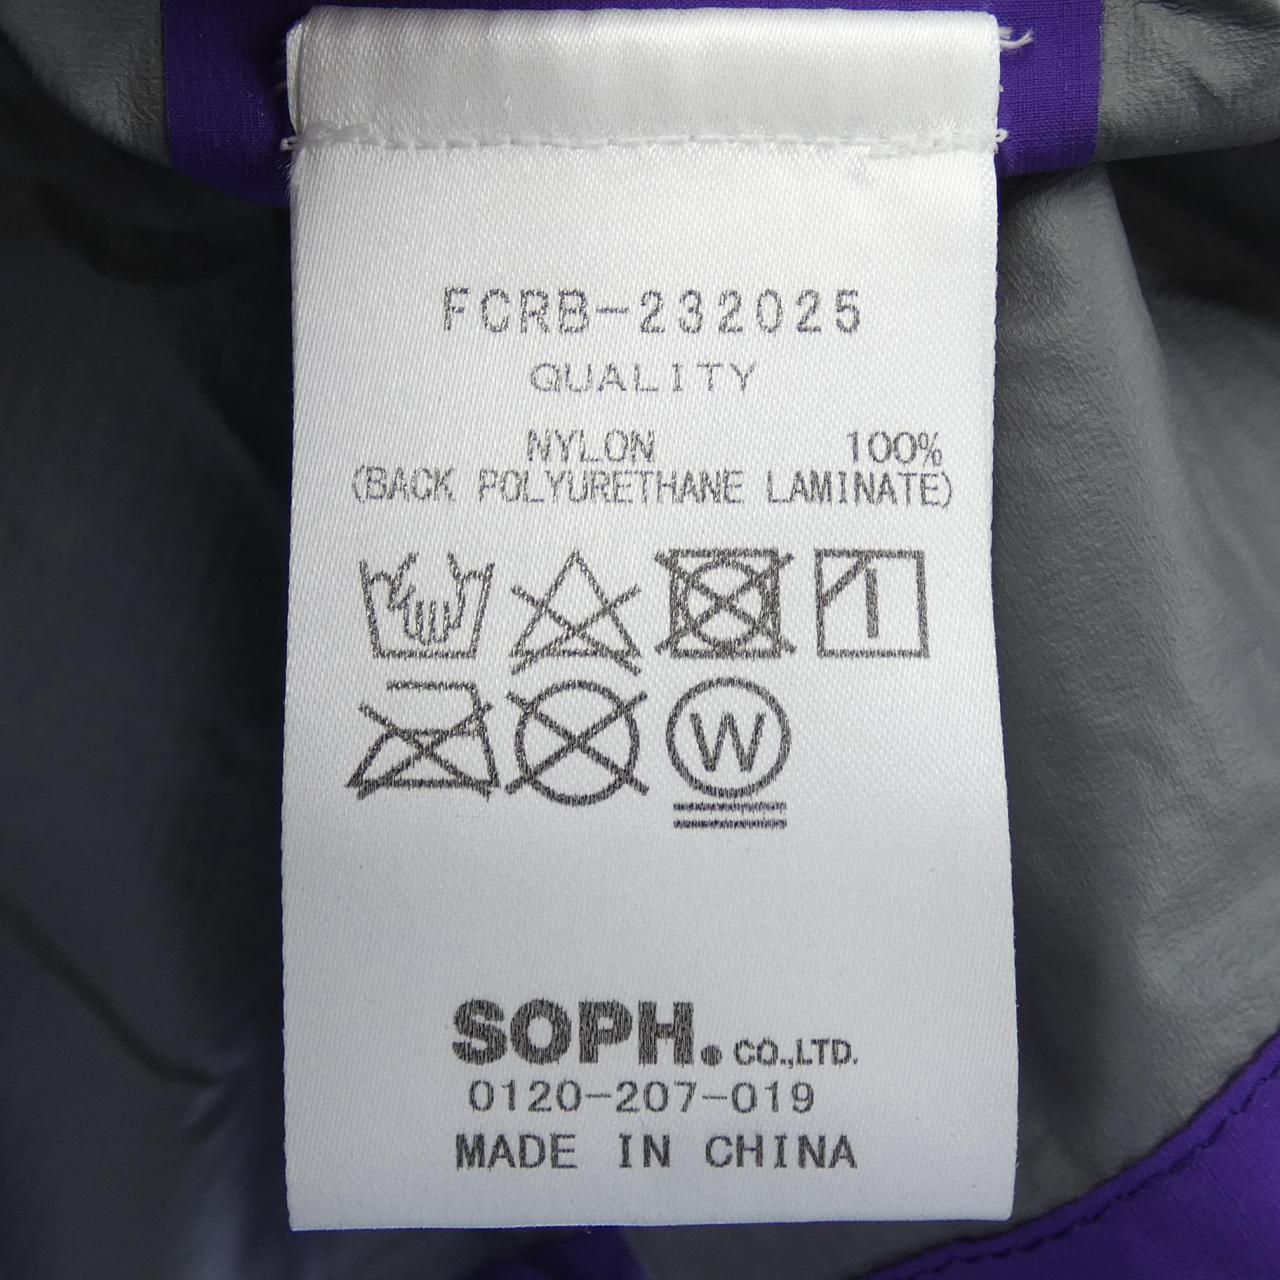 FCRB-232025
QUALITY
NYLON 100%
(BACK POLYURETHANE LAMINATE)
W
SOPH. CO.,LTD.
0120-207-019
MADE IN CHINA